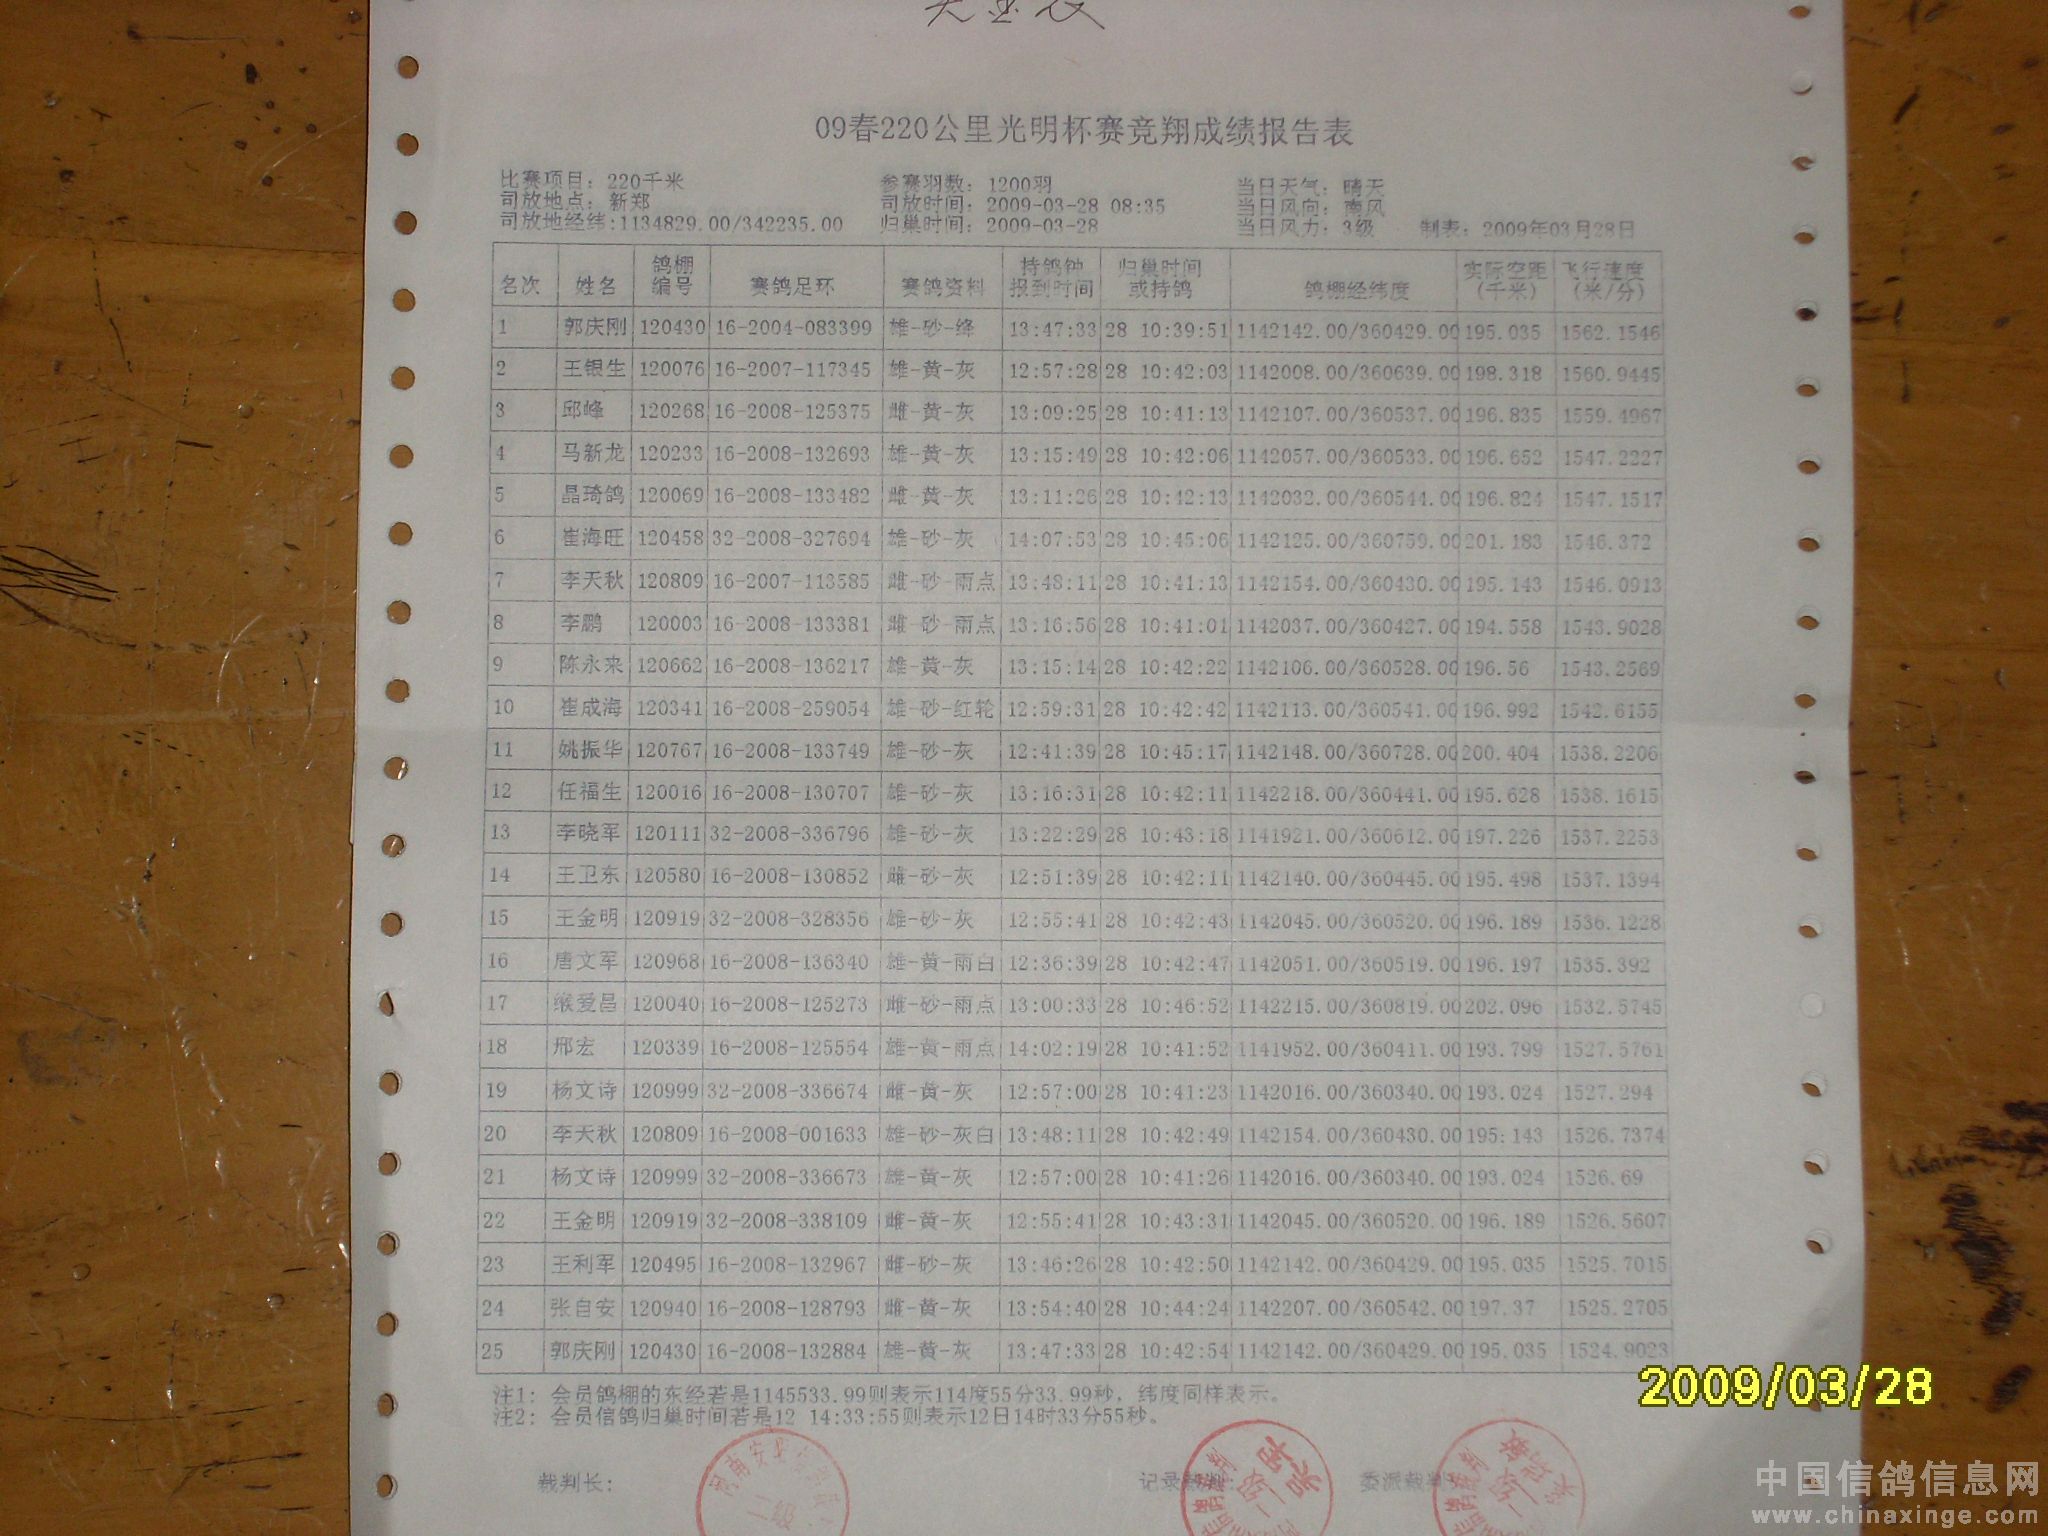 09春220公里光明杯赛竞翔成绩报告表
比赛项目: 220千米 参赛羽数: 1200羽 当日天气: 晴天
司放地点: 新郑 司放时间: 2009-03-28 08:35 当日风向: 南风
司放地经纬:1134829.00/342235.00 归巢时间: 2009-03-28 当日风力: 3级 制表: 2009年03月28日
名次 姓名 鸽棚编号 赛鸽足环 赛鸽资料 持鸽钟报到时间 归巢时间或持鸽 鸽棚经纬度 实际空距(千米) 飞行速度(米/分)
1 郭庆刚 120430 16-2004-083399 雄-砂-绛 13:47:33 28 10:39:51 1142142.00/360429.00 195.035 1562.1546
2 王银生 120076 16-2007-117345 雄-黄-灰 12:57:28 28 10:42:03 1142008.00/360639.00 198.318 1560.9445
3 邱峰 120268 16-2008-125375 雌-黄-灰 13:09:25 28 10:41:13 1142107.00/360537.00 196.835 1559.4967
4 马新龙 120233 16-2008-132693 雄-黄-灰 13:15:49 28 10:42:06 1142057.00/360533.00 196.652 1547.2227
5 晶琦鸽 120069 16-2008-133482 雌-黄-灰 13:11:26 28 10:42:13 1142032.00/360544.00 196.824 1547.1517
6 崔海旺 120458 32-2008-327694 雄-砂-灰 14:07:53 28 10:45:06 1142125.00/360759.00 201.183 1546.372
7 李天秋 120809 16-2007-113585 雌-砂-雨点 13:48:11 28 10:41:13 1142154.00/360430.00 195.143 1546.0913
8 李鹏 120003 16-2008-133381 雌-砂-雨点 13:16:56 28 10:41:01 1142037.00/360427.00 194.558 1543.9028
9 陈永来 120662 16-2008-136217 雄-黄-灰 13:15:14 28 10:42:22 1142106.00/360528.00 196.56 1543.2569
10 崔成海 120341 16-2008-259054 雄-砂-红轮 12:59:31 28 10:42:42 1142113.00/360541.00 196.992 1542.6155
11 姚振华 120767 16-2008-133749 雄-砂-灰 12:41:39 28 10:45:17 1142148.00/360728.00 200.404 1538.2206
12 任福生 120016 16-2008-130707 雄-砂-灰 13:16:31 28 10:42:11 1142218.00/360441.00 195.628 1538.1615
13 李晓军 120111 32-2008-336796 雄-砂-灰 13:22:29 28 10:43:18 1141921.00/360612.00 197.226 1537.2253
14 王卫东 120580 16-2008-130852 雌-砂-灰 12:51:39 28 10:42:11 1142140.00/360445.00 195.498 1537.1394
15 王金明 120919 32-2008-328356 雄-砂-灰 12:55:41 28 10:42:43 1142045.00/360520.00 196.189 1536.1228
16 唐文军 120968 16-2008-136340 雄-黄-雨白 12:36:39 28 10:42:47 1142051.00/360519.00 196.197 1535.392
17 缑爱昌 120040 16-2008-125273 雌-砂-雨点 13:00:33 28 10:46:52 1142215.00/360819.00 202.096 1532.5745
18 邢宏 120339 16-2008-125554 雄-黄-雨点 14:02:19 28 10:41:52 1141952.00/360411.00 193.799 1527.5761
19 杨文诗 120999 32-2008-336674 雌-黄-灰 12:57:00 28 10:41:23 1142016.00/360340.00 193.024 1527.294
20 李天秋 120809 16-2008-001633 雄-砂-灰白 13:48:11 28 10:42:49 1142154.00/360430.00 195.143 1526.7374
21 杨文诗 120999 32-2008-336673 雄-黄-灰 12:57:00 28 10:41:26 1142016.00/360340.00 193.024 1526.69
22 王金明 120919 32-2008-338109 雌-黄-灰 12:55:41 28 10:43:31 1142045.00/360520.00 196.189 1526.5607
23 王利军 120495 16-2008-132967 雌-砂-灰 13:46:26 28 10:42:50 1142142.00/360429.00 195.035 1525.7015
24 张自安 120940 16-2008-128793 雌-黄-灰 13:54:40 28 10:44:24 1142207.00/360542.00 197.37 1525.2705
25 郭庆刚 120430 16-2008-132884 雄-黄-灰 13:47:33 28 10:42:54 1142142.00/360429.00 195.035 1524.9023
注1: 会员鸽棚的东经若是1145533.99则表示114度55分33.99秒，纬度同样表示。
注2: 会员信鸽归巢时间若是12 14:33:55则表示12日14时33分55秒。
裁判长: 记录裁判: 委派裁判:
二级
2009/03/28
中国信鸽信息网
www.chinaxinge.com